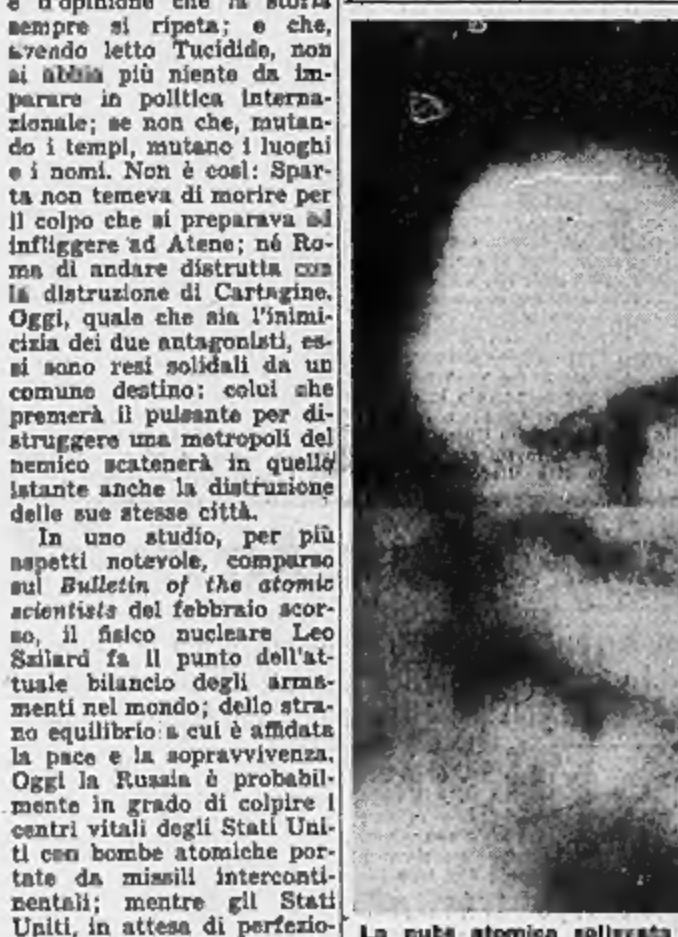 è d'opinione che la storia
sempre si ripeta; e che,
avendo letto Tucidide, non
si abbia più niente da im-
parare in politica interna-
zionale; se non che, mutan-
do i tempi, mutano i luoghi
e i nomi. Non è così: Spar-
ta non temeva di morire per
il colpo che si preparava ad
infliggere ad Atene; né Ro-
ma di andare distrutta con
la distruzione di Cartagine.
Oggi, quale che sia l'inimi-
cizia dei due antagonisti, es-
si sono resi solidali da un
comune destino: colui che
premerà il pulsante per di-
struggere una metropoli del
nemico scatenerà in quello
istante anche la distruzione
delle sue stesse città.
In uno studio, per più
aspetti notevole, comparso
sul Bulletin of the atomic
scientists del febbraio scor-
so, il fisico nucleare Leo
Szilard fa il punto dell'at-
tuale bilancio degli arma-
menti nel mondo; dello stra-
no equilibrio a cui è affidata
la pace e la sopravvivenza.
Oggi la Russia è probabil-
mente in grado di colpire i
centri vitali degli Stati Uni-
ti con bombe atomiche por-
tate da missili interconti-
nentali; mentre gli Stati
Uniti, in attesa di perfezio-
La nube atomica sollevata